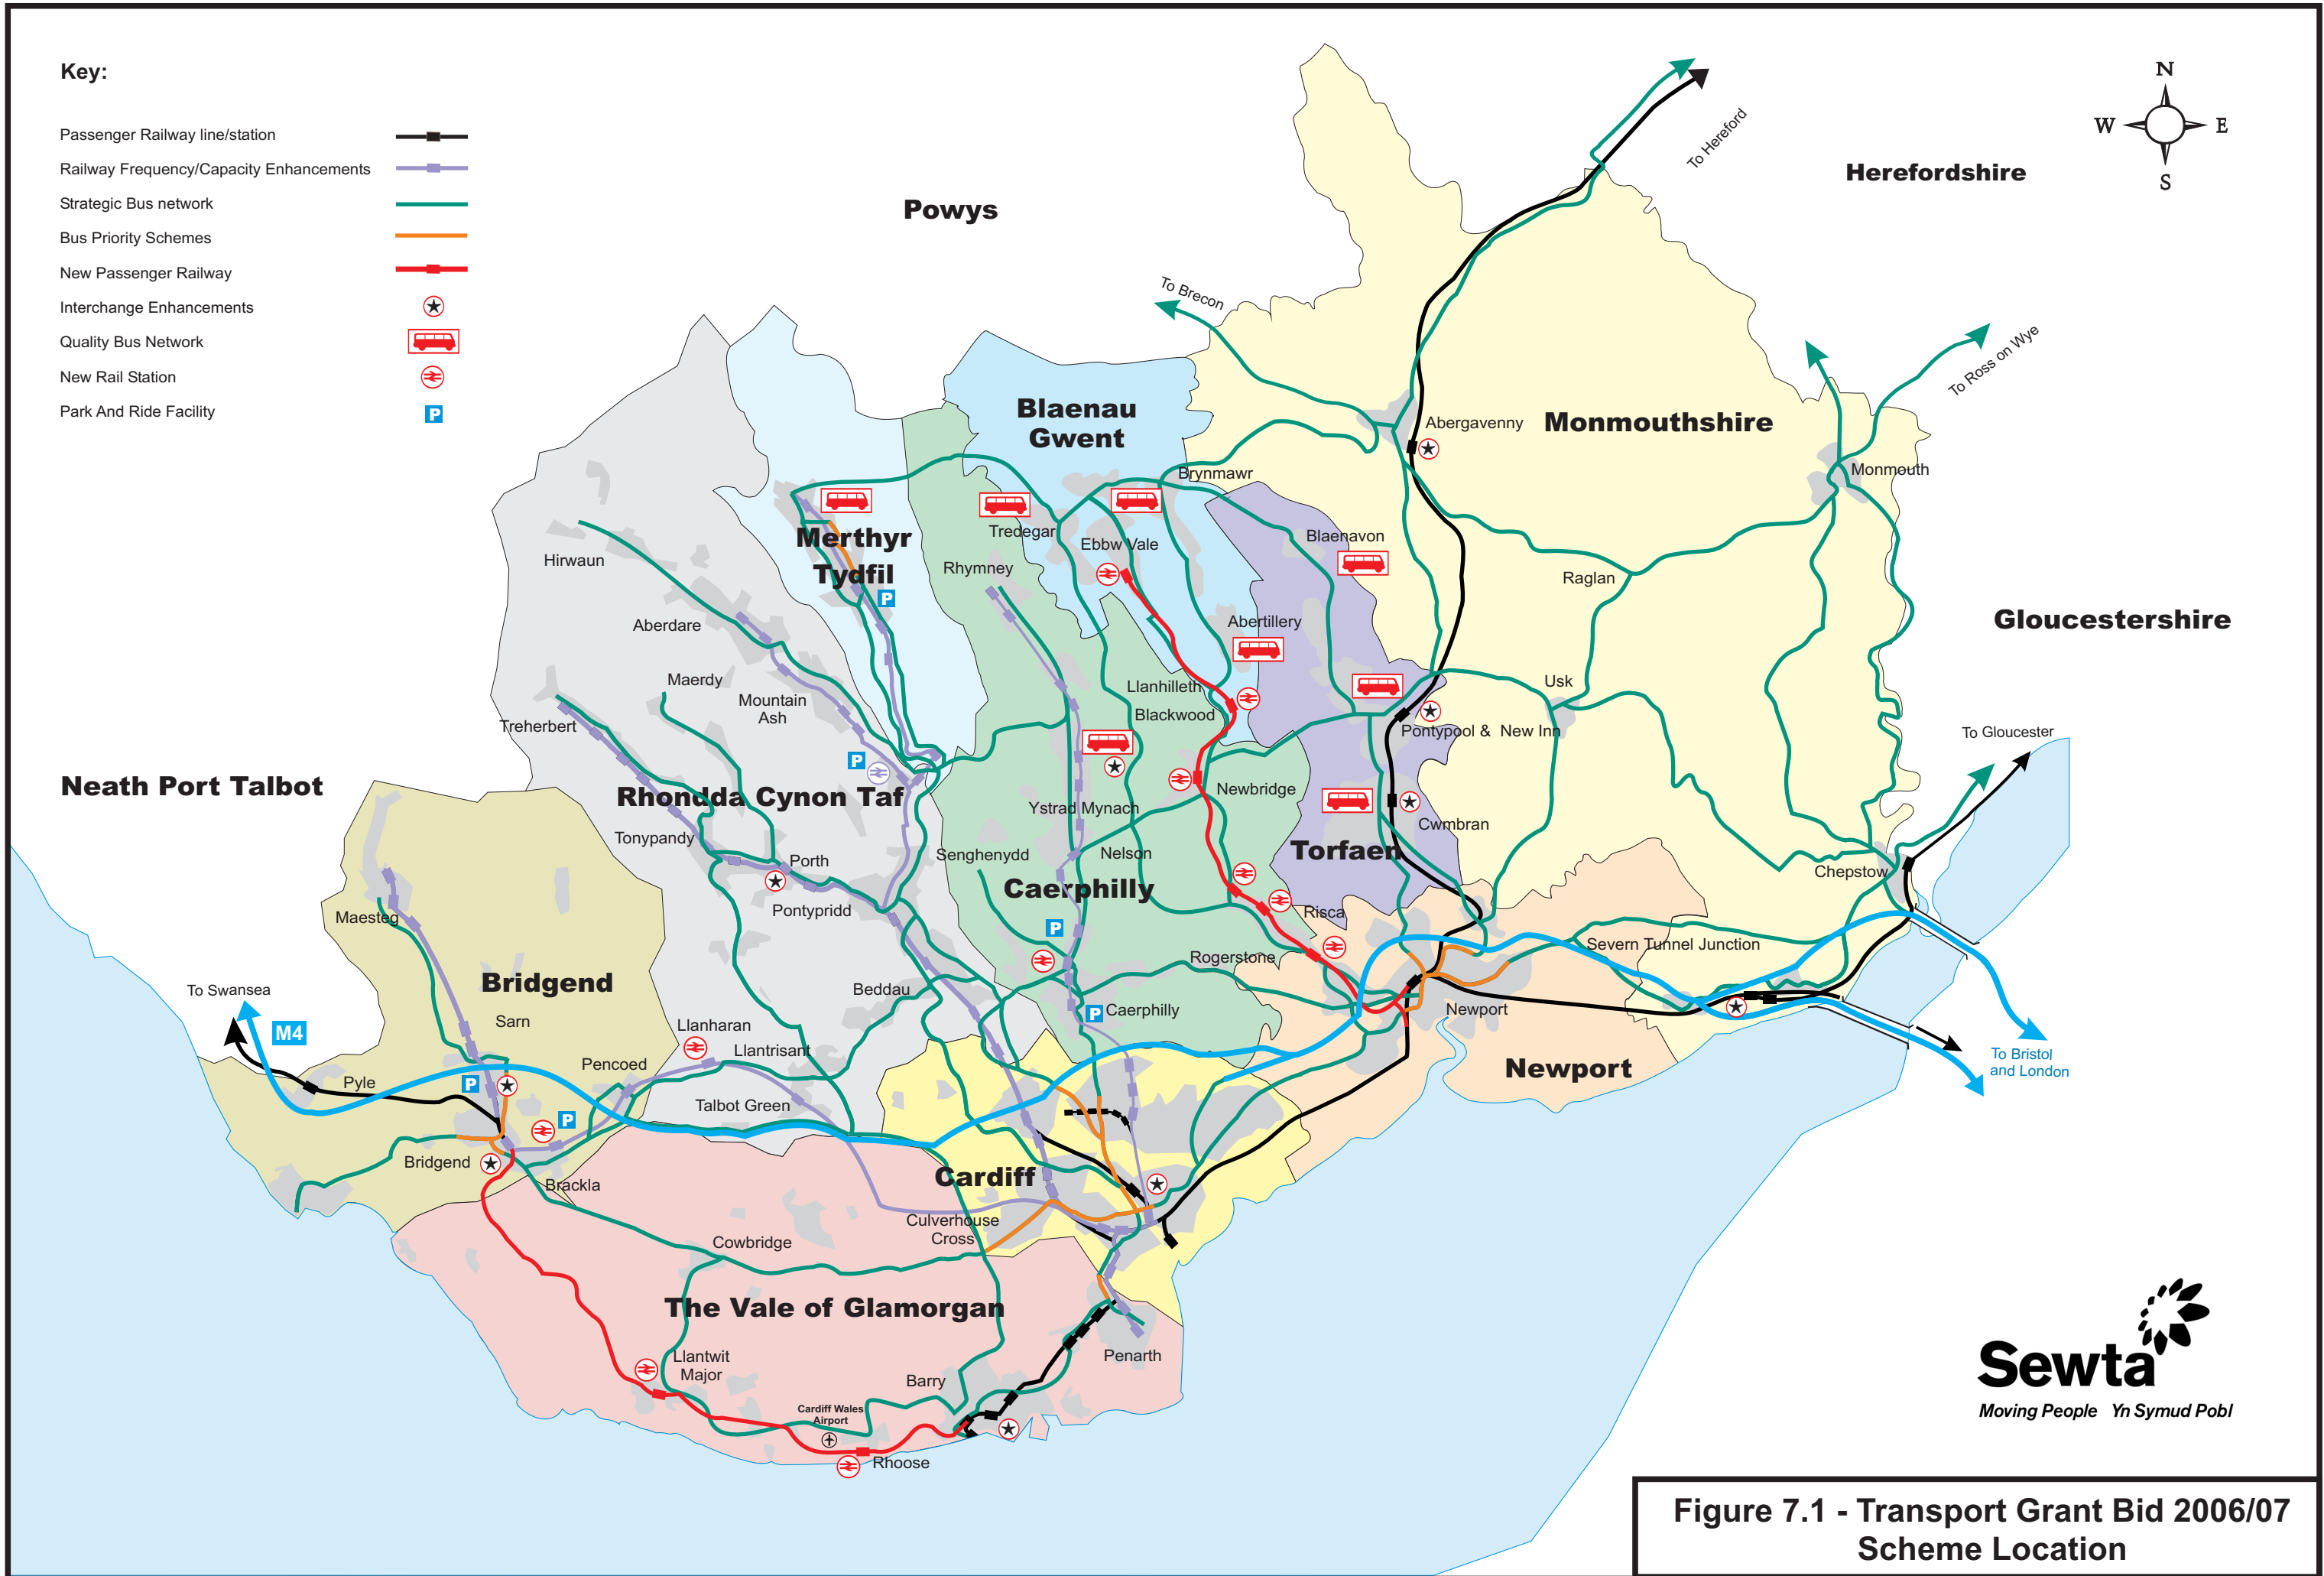 Key:
Passenger Railway line/station
Railway Frequency/Capacity Enhancements
Strategic Bus network
Bus Priority Schemes
New Passenger Railway
Interchange Enhancements
Quality Bus Network
New Rail Station
Park And Ride Facility
P
N
W
E
S
To Hereford
Herefordshire
Powys
To Brecon
To Ross on Wye
Blaenau
Gwent
Abergavenny
Monmouthshire
Monmouth
Brynmawr
Merthyr
Tydfil
Tredegar
Ebbw Vale
Blaenavon
Hirwaun
Rhymney
Raglan
P
Aberdare
Abertillery
Gloucestershire
Maerdy
Mountain
Ash
Llanhilleth
Blackwood
Usk
Treherbert
Pontypool & New Inn
To Gloucester
P
Neath Port Talbot
Rhondda Cynon Taf
Newbridge
Ystrad Mynach
Cwmbran
Tonypandy
Porth
Senghenydd
Nelson
Torfaen
Chepstow
Caerphilly
Pontypridd
Maesteg
P
Risca
Severn Tunnel Junction
Rogerstone
Bridgend
Beddau
To Swansea
M4
Sarn
Llanharan
P
Caerphilly
Newport
Llantrisant
Pencoed
Pyle
P
Newport
To Bristol
and London
Talbot Green
P
Bridgend
Brackla
Cardiff
Culverhouse
Cross
Cowbridge
The Vale of Glamorgan
Llantwit
Major
Penarth
Barry
Cardiff Wales
Airport
Rhoose
Sewta
Moving People Yn Symud Pobl
Figure 7.1 - Transport Grant Bid 2006/07
Scheme Location